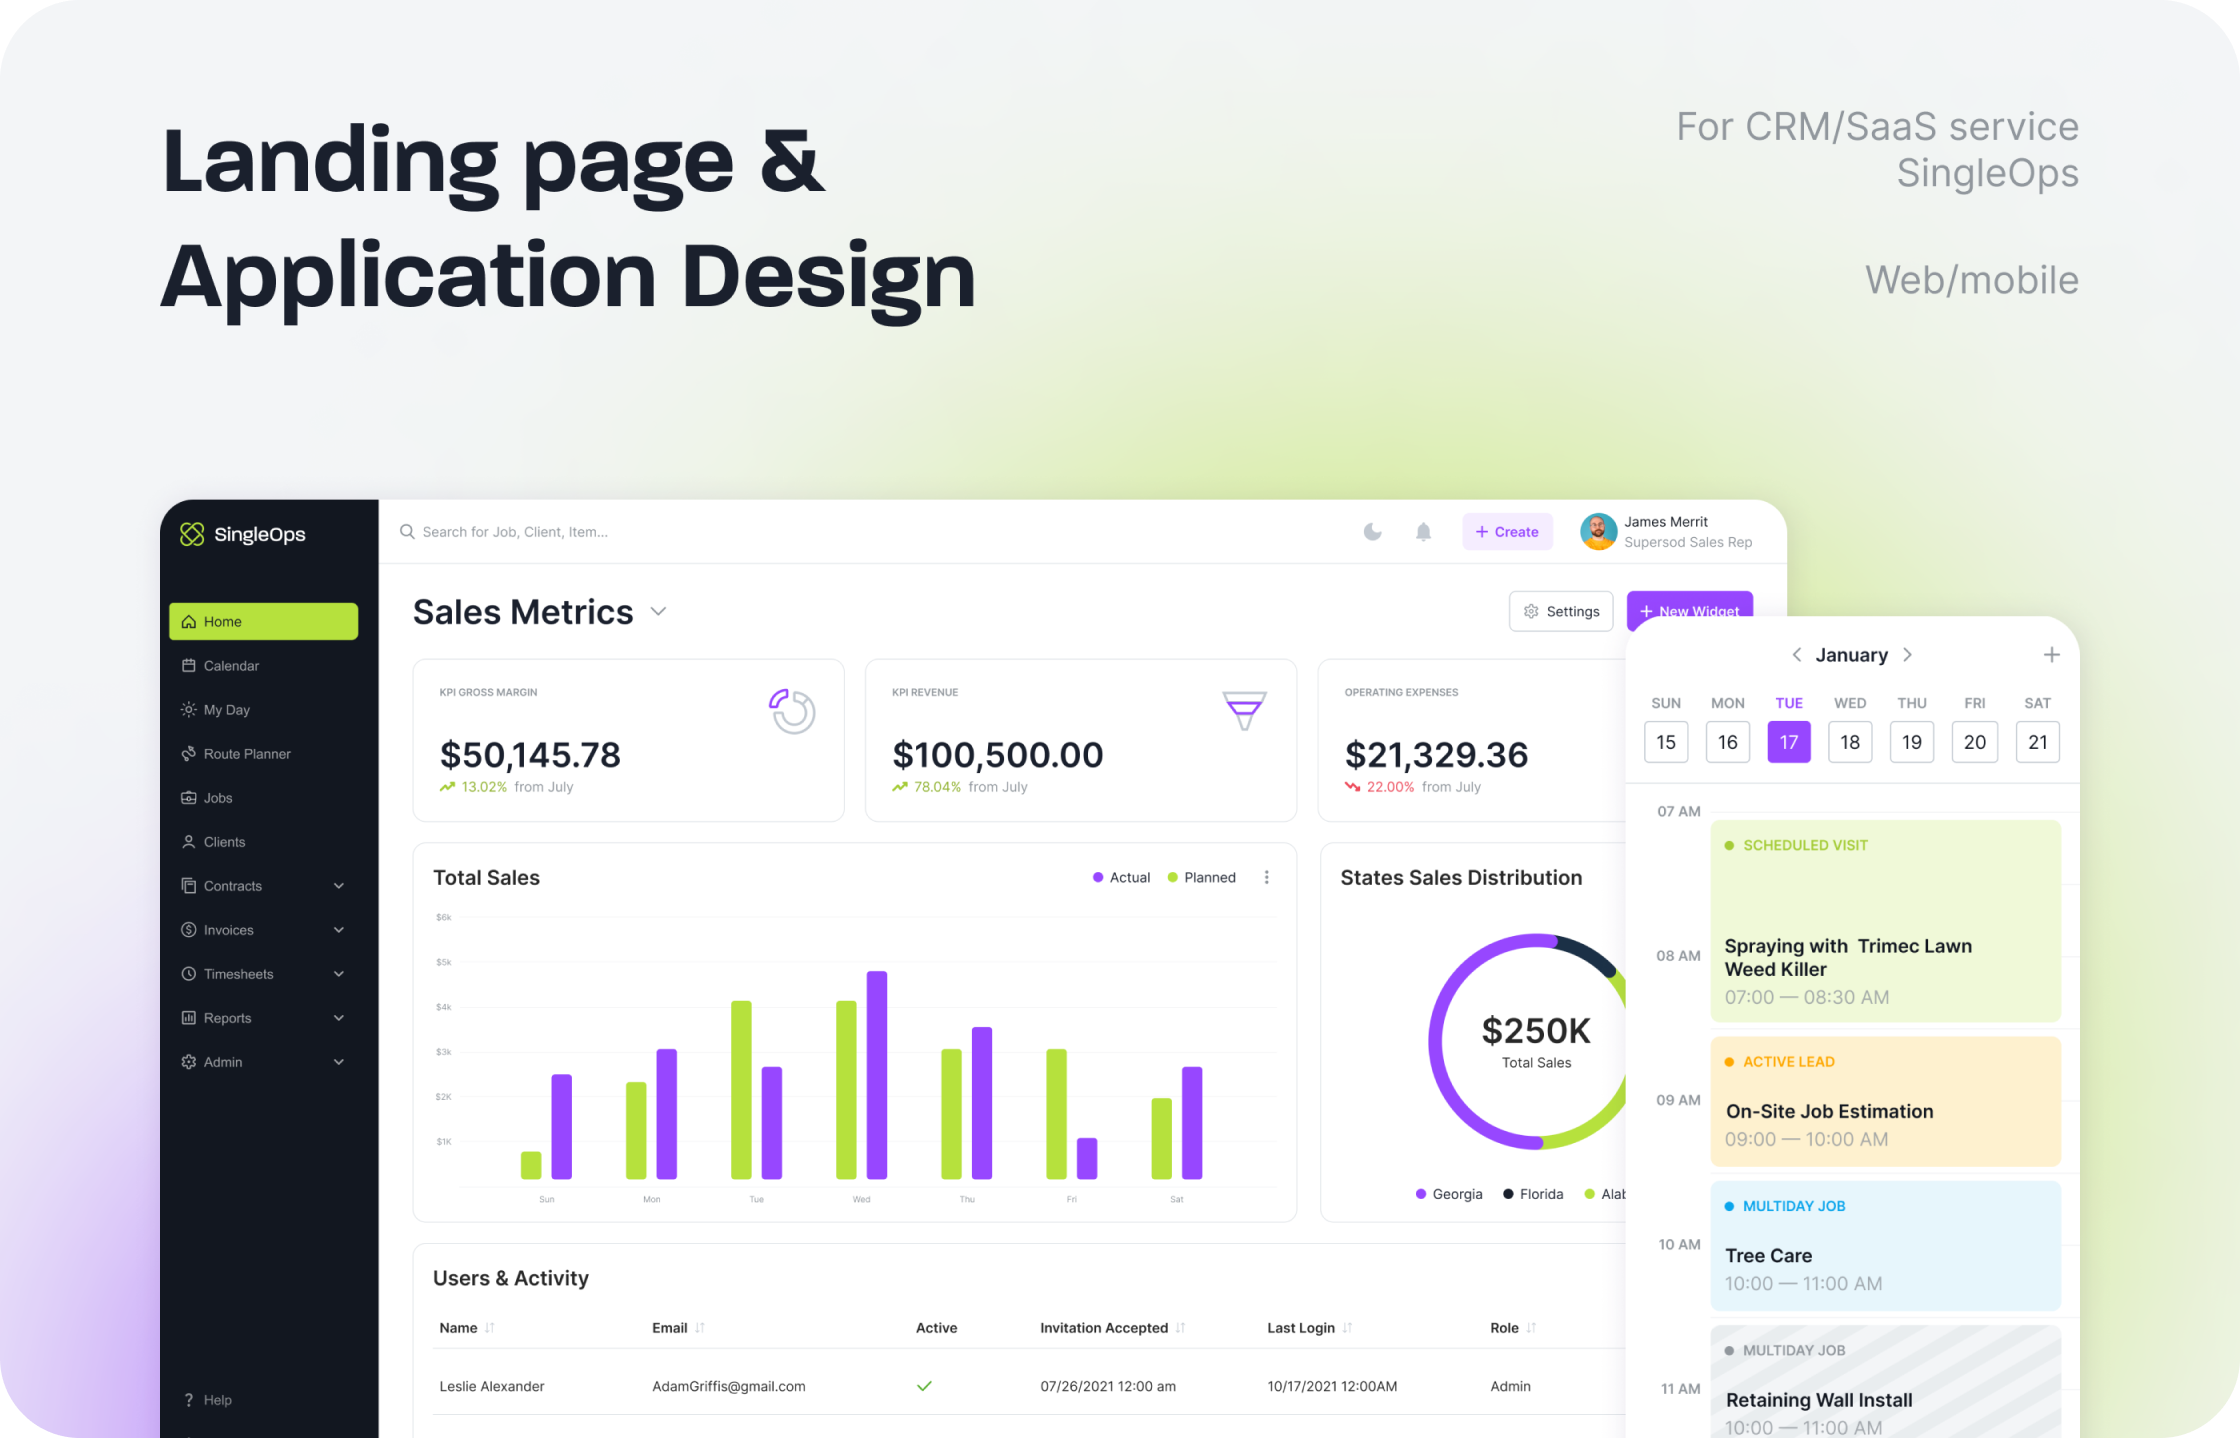 Landing page &
Application Design
For CRM/SaaS service
SingleOps
Web/mobile
SingleOps
Search for Job, Client, Item...
+ Create
James Merrit
Supersod Sales Rep
Home
Calendar
My Day
Route Planner
Jobs
Clients
Contracts
Invoices
Timesheets
Reports
Admin
? Help
Sales Metrics
Settings
+ New Widget
KPI GROSS MARGIN
$50,145.78
13.02% from July
KPI REVENUE
$100,500.00
78.04% from July
OPERATING EXPENSES
$21,329.36
22.00% from July
Total Sales
Actual Planned
$6k
$5k
$4k
$3k
$2K
$1K
Sun Mon Tue Wed Thu Fri Sat
States Sales Distribution
$250K
Total Sales
Georgia Florida Alab
Users & Activity
Name Email Active Invitation Accepted Last Login Role
Leslie Alexander AdamGriffis@gmail.com 07/26/2021 12:00 am 10/17/2021 12:00AM Admin
January
+
SUN MON TUE WED THU FRI SAT
15 16 17 18 19 20 21
07 AM
SCHEDULED VISIT
Spraying with Trimec Lawn
Weed Killer
07:00 — 08:30 AM
08 AM
ACTIVE LEAD
On-Site Job Estimation
09:00 — 10:00 AM
09 AM
MULTIDAY JOB
Tree Care
10:00 — 11:00 AM
10 AM
MULTIDAY JOB
Retaining Wall Install
10:00 — 11:00 AM
11 AM